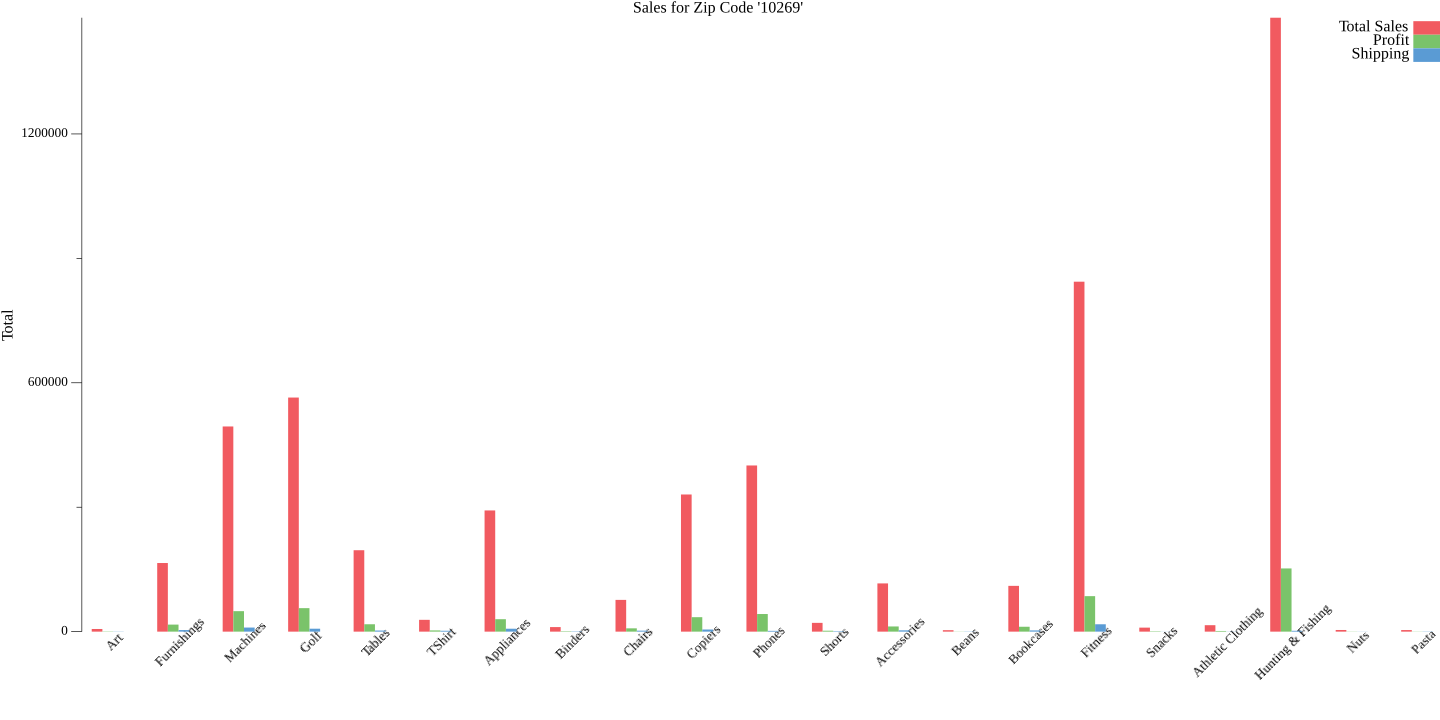 Sales for Zip Code '10269'
Total Sales
Profit
Shipping
1200000
600000
0
Total
Art
Furnishings
Machines
Golf
Tables
TShirt
Appliances
Binders
Chairs
Copiers
Phones
Shorts
Accessories
Beans
Bookcases
Fitness
Snacks
Athletic Clothing
Hunting & Fishing
Nuts
Pasta